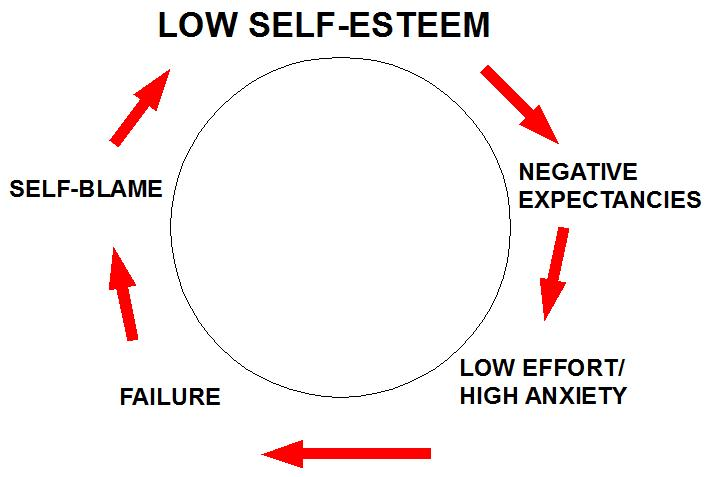 LOW SELF-ESTEEM
NEGATIVE
EXPECTANCIES
LOW EFFORT/
HIGH ANXIETY
FAILURE
SELF-BLAME